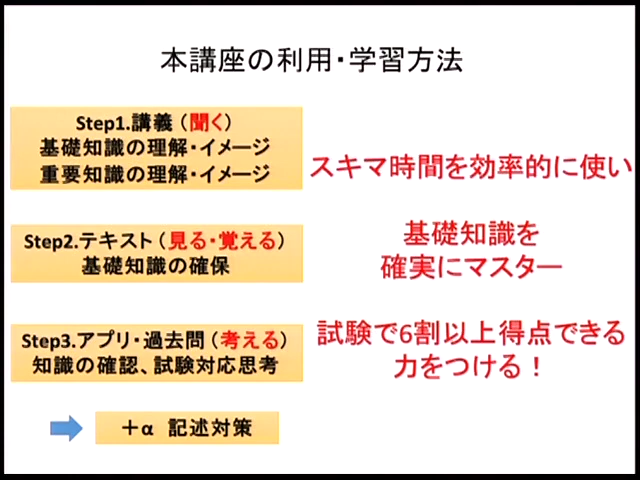 本講座の利用・学習方法
Step1.講義（聞く）
基礎知識の理解・イメージ
重要知識の理解・イメージ
スキマ時間を効率的に使い
Step2.テキスト（見る・覚える）
基礎知識の確保
基礎知識を
確実にマスター
Step3.アプリ・過去問（考える）
知識の確認、試験対応思考
試験で6割以上得点できる
力をつける！
＋α　記述対策